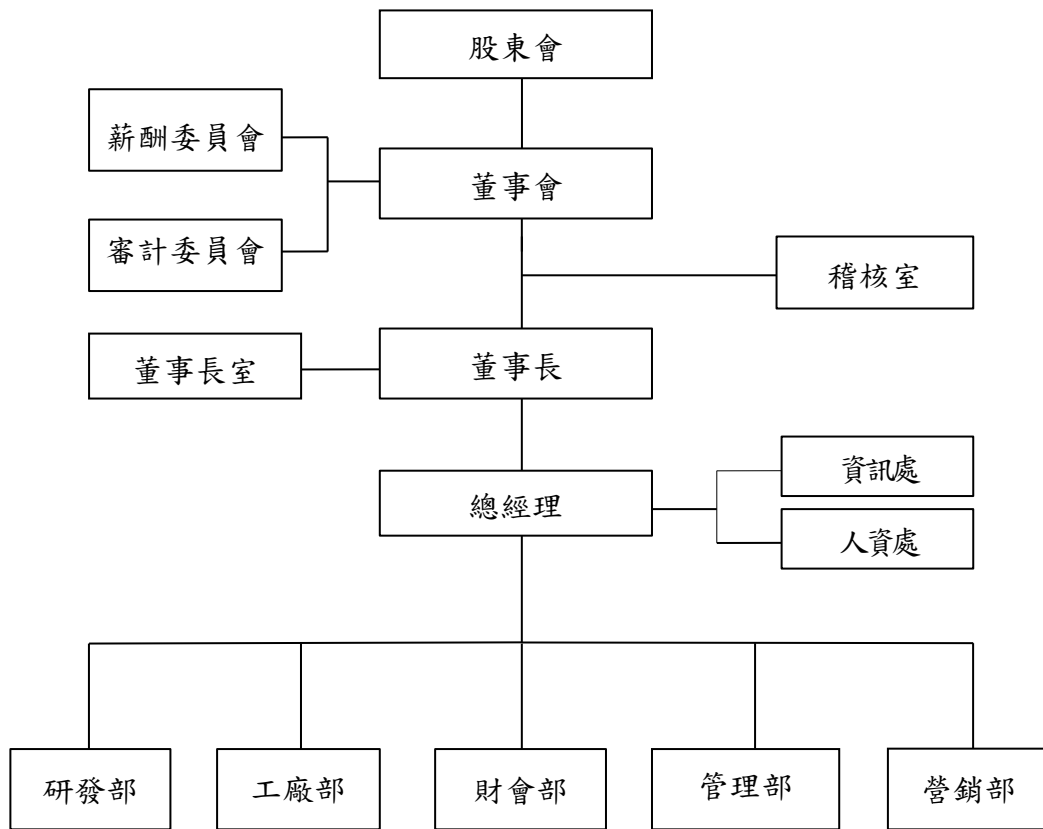 股東會
薪酬委員會
董事會
審計委員會
稽核室
董事長室
董事長
資訊處
總經理
人資處
研發部
工廠部
財會部
管理部
營銷部